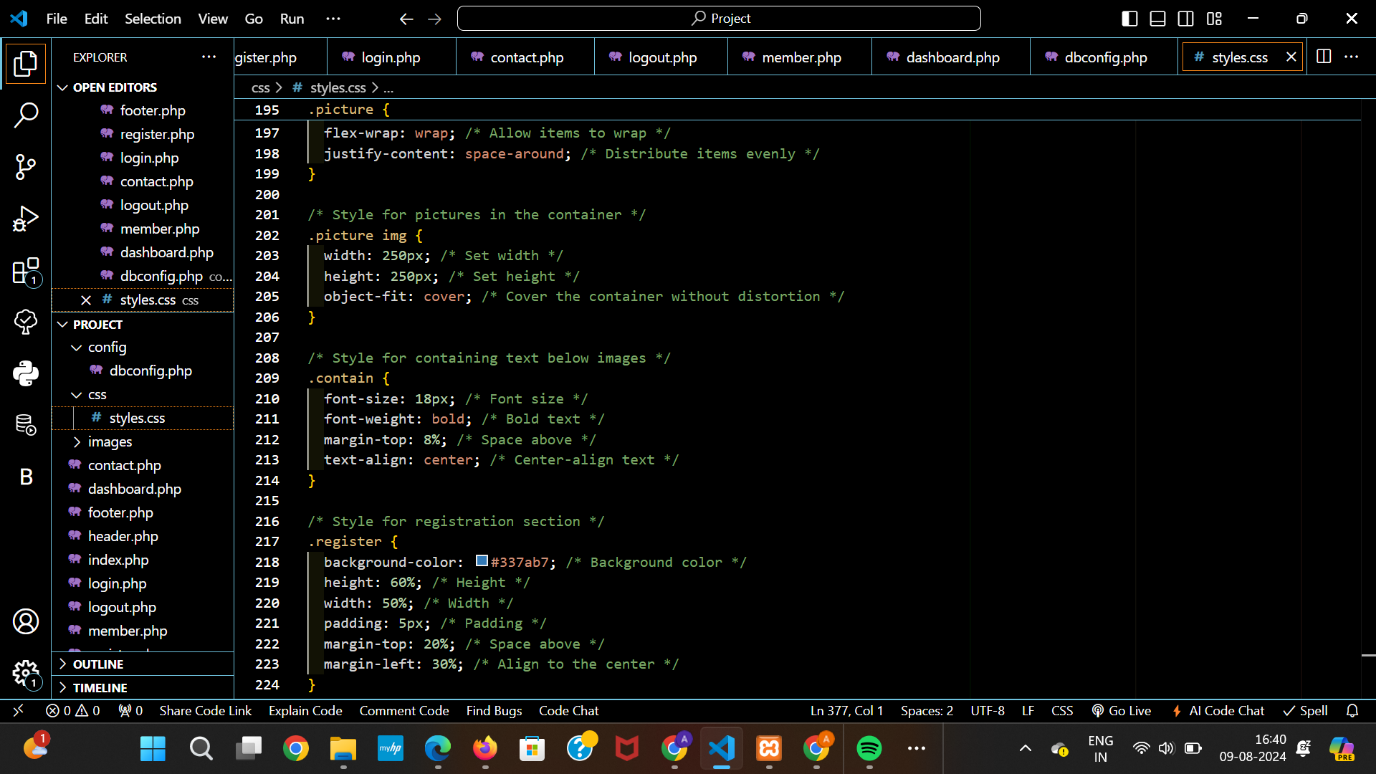 File Edit Selection View Go Run ···
Project
EXPLORER ···
OPEN EDITORS
footer.php
register.php
login.php
contact.php
logout.php
member.php
dashboard.php
dbconfig.php co...
styles.css css
PROJECT
config
dbconfig.php
css
styles.css
images
contact.php
dashboard.php
footer.php
header.php
index.php
login.php
logout.php
member.php
OUTLINE
TIMELINE
B
1
1
gister.php login.php contact.php logout.php member.php dashboard.php dbconfig.php # styles.css
css > # styles.css > ...
195 .picture {
197 flex-wrap: wrap; /* Allow items to wrap */
198 justify-content: space-around; /* Distribute items evenly */
199 }
200
201 /* Style for pictures in the container */
202 .picture img {
203 width: 250px; /* Set width */
204 height: 250px; /* Set height */
205 object-fit: cover; /* Cover the container without distortion */
206 }
207
208 /* Style for containing text below images */
209 .contain {
210 font-size: 18px; /* Font size */
211 font-weight: bold; /* Bold text */
212 margin-top: 8%; /* Space above */
213 text-align: center; /* Center-align text */
214 }
215
216 /* Style for registration section */
217 .register {
218 background-color: #337ab7; /* Background color */
219 height: 60%; /* Height */
220 width: 50%; /* Width */
221 padding: 5px; /* Padding */
222 margin-top: 20%; /* Space above */
223 margin-left: 30%; /* Align to the center */
224 }
0 0 0 Share Code Link Explain Code Comment Code Find Bugs Code Chat Ln 377, Col 1 Spaces: 2 UTF-8 LF CSS Go Live AI Code Chat Spell
1 myhp A A ··· ENG IN 16:40 09-08-2024 PRE